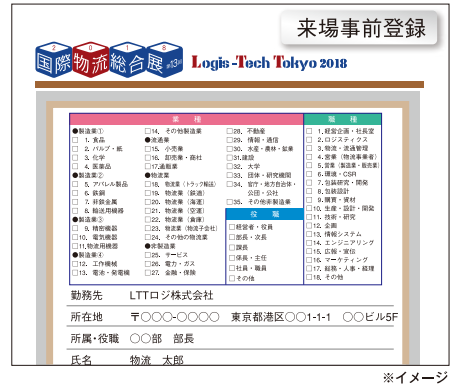 来場事前登録
2018
国際物流総合展 第13回
Logis-Tech Tokyo 2018
業種
●製造業①
□ 1. 食品
□ 2. パルプ・紙
□ 3. 化学
□ 4. 医薬品
●製造業②
□ 5. アパレル製品
□ 6. 鉄鋼
□ 7. 非鉄金属
□ 8. 輸送用機器
●製造業③
□ 9. 精密機器
□ 10. 電気機器
□ 11.物流用機器
●製造業④
□ 12. 工作機械
□ 13. 電池・発電機
□14. その他製造業
●流通業
□15. 小売業
□16. 卸売業・商社
□17.通販業
●物流業
□18. 物流業（トラック輸送）
□19. 物流業（鉄道）
□20. 物流業（海運）
□21. 物流業（空運）
□22. 物流業（倉庫）
□23. 物流業（物流子会社）
□24. その他の物流業
●非製造業
□25. サービス
□26. 電力・ガス
□27. 金融・保険
□28. 不動産
□29. 情報・通信
□30. 水産・農林・鉱業
□31.建設
□32. 大学
□33. 団体・研究機関
□34. 官庁・地方自治体・公団・公社
□35. その他非製造業
役職
□経営者・役員
□部長・次長
□課長
□係長・主任
□社員・職員
□その他
職種
□ 1.経営企画・社長室
□ 2.ロジスティクス
□ 3.物流・流通管理
□ 4.営業（物流事業者）
□ 5.営業（製造業・販売業）
□ 6.環境・CSR
□ 7.包装研究・開発
□ 8.包装設計
□ 9.購買・資材
□10.生産・設計・開発
□11.技術・研究
□12.企画
□13.情報システム
□14.エンジニアリング
□15.広報・宣伝
□16.マーケティング
□17.総務・人事・経理
□18.その他
勤務先 LTTロジ株式会社
所在地 〒○○○-○○○○ 東京都港区○○1-1-1 ○○ビル5F
所属・役職 ○○部 部長
氏名 物流 太郎
※イメージ